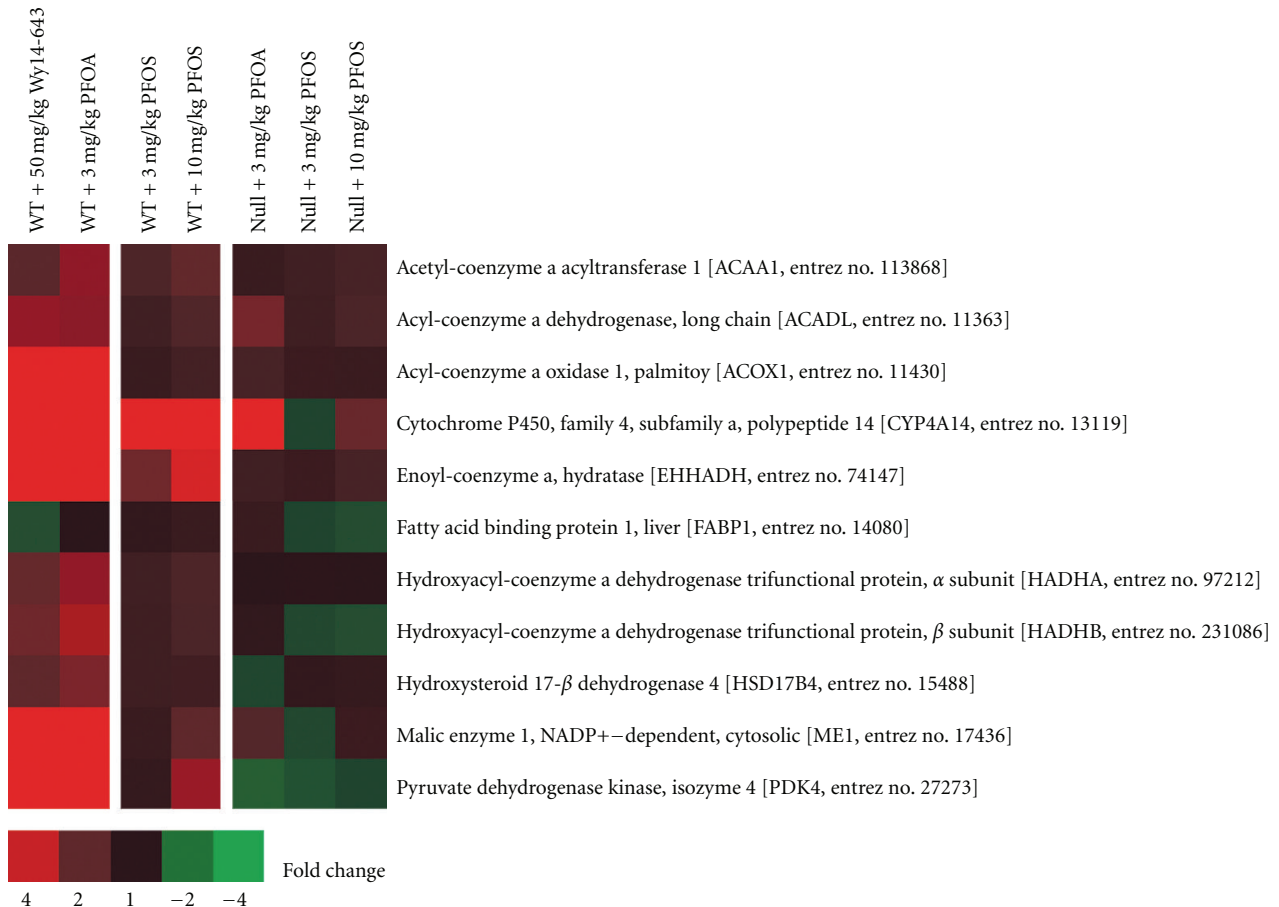 WT + 50 mg/kg Wy14-643
WT + 3 mg/kg PFOA
WT + 3 mg/kg PFOS
WT + 10 mg/kg PFOS
Null + 3 mg/kg PFOA
Null + 3 mg/kg PFOS
Null + 10 mg/kg PFOS
Acetyl-coenzyme a acyltransferase 1 [ACAA1, entrez no. 113868]
Acyl-coenzyme a dehydrogenase, long chain [ACADL, entrez no. 11363]
Acyl-coenzyme a oxidase 1, palmitoy [ACOX1, entrez no. 11430]
Cytochrome P450, family 4, subfamily a, polypeptide 14 [CYP4A14, entrez no. 13119]
Enoyl-coenzyme a, hydratase [EHHADH, entrez no. 74147]
Fatty acid binding protein 1, liver [FABP1, entrez no. 14080]
Hydroxyacyl-coenzyme a dehydrogenase trifunctional protein, α subunit [HADHA, entrez no. 97212]
Hydroxyacyl-coenzyme a dehydrogenase trifunctional protein, β subunit [HADHB, entrez no. 231086]
Hydroxysteroid 17-β dehydrogenase 4 [HSD17B4, entrez no. 15488]
Malic enzyme 1, NADP+−dependent, cytosolic [ME1, entrez no. 17436]
Pyruvate dehydrogenase kinase, isozyme 4 [PDK4, entrez no. 27273]
Fold change
4 2 1 −2 −4